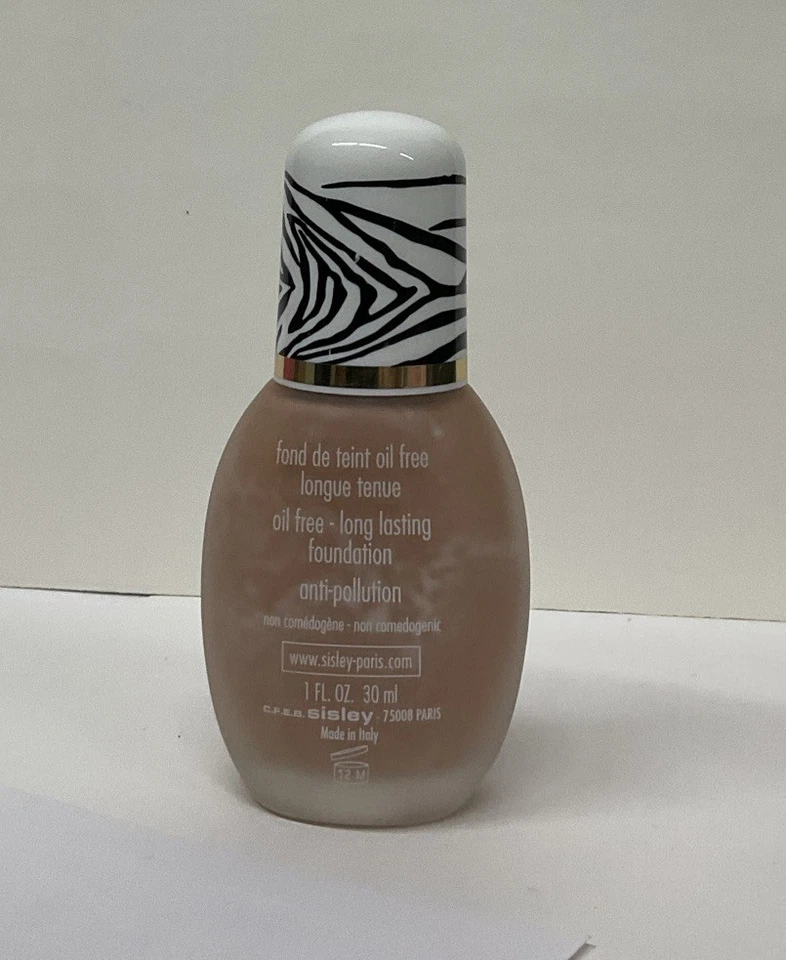 fond de teint oil free
longue tenue
oil free - long lasting
foundation
anti-pollution
non comédogène - non comedogenic
www.sisley-paris.com
1 FL. OZ. 30 ml
C.F.E.B. sisley - 75008 PARIS
Made in Italy
12 M